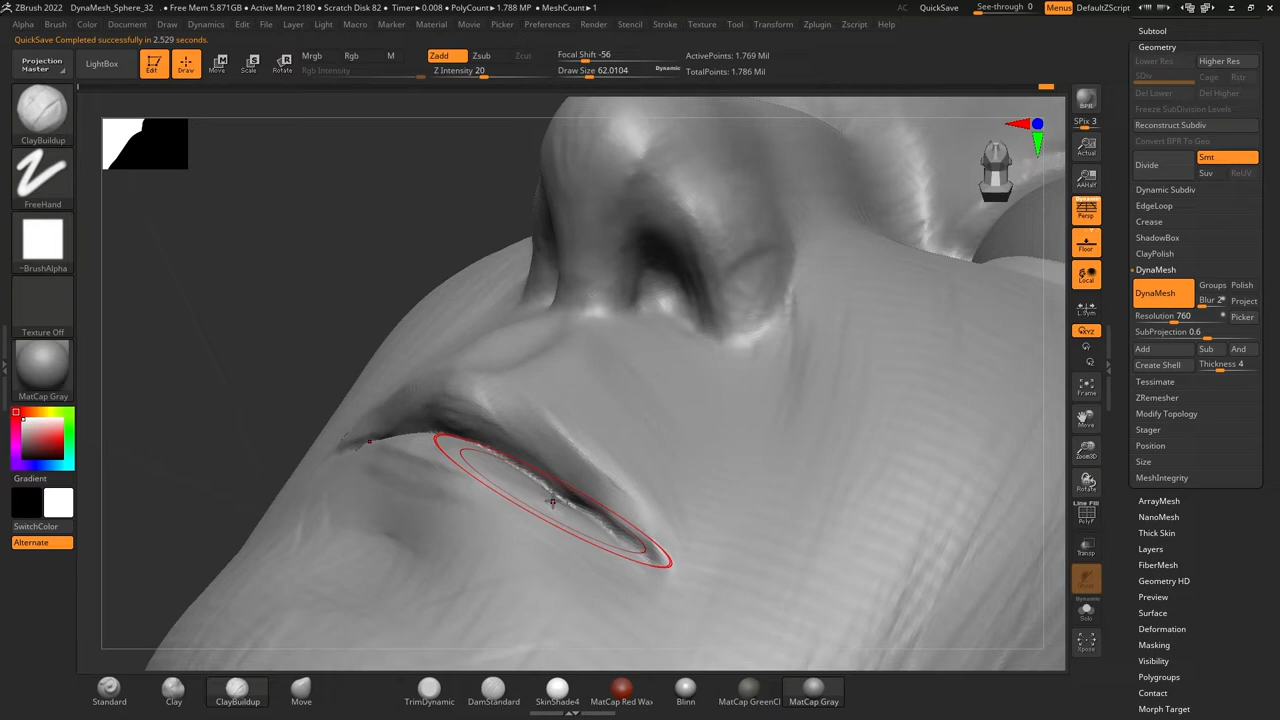 ZBrush 2022 DynaMesh_Sphere_32 • Free Mem 5.871GB • Active Mem 2180 • Scratch Disk 82 • Timer▶0.008 • PolyCount▶1.788 MP • MeshCount▶1 AC QuickSave See-through 0 Menus DefaultZScript
Alpha Brush Color Document Draw Dynamics Edit File Layer Light Macro Marker Material Movie Picker Preferences Render Stencil Stroke Texture Tool Transform Zplugin Zscript Help
QuickSave Completed successfully in 2.529 seconds.
Projection Master
LightBox
Edit
Draw
Move
Scale
Rotate
Mrgb Rgb M
Rgb Intensity
Zadd Zsub Zcut
Z Intensity 20
Focal Shift -56
Draw Size 62.0104
Dynamic
ActivePoints: 1.769 Mil
TotalPoints: 1.786 Mil
ClayBuildup
FreeHand
~BrushAlpha
Texture Off
MatCap Gray
Gradient
SwitchColor
Alternate
BPR
SPix 3
Actual
AAHalf
Dynamic
Persp
Floor
Local
L.Sym
XYZ
Frame
Move
Zoom3D
Rotate
Line Fill
PolyF
Transp
Ghost
Dynamic
Solo
Xpose
Subtool
Geometry
Lower Res Higher Res
SDiv Cage Rstr
Del Lower Del Higher
Freeze SubDivision Levels
Reconstruct Subdiv
Convert BPR To Geo
Divide Smt
Suv ReUV
Dynamic Subdiv
EdgeLoop
Crease
ShadowBox
ClayPolish
DynaMesh
DynaMesh Groups Polish
Blur 2 Project
Resolution 760 Picker
SubProjection 0.6
Add Sub And
Create Shell Thickness 4
Tessimate
ZRemesher
Modify Topology
Stager
Position
Size
MeshIntegrity
ArrayMesh
NanoMesh
Thick Skin
Layers
FiberMesh
Geometry HD
Preview
Surface
Deformation
Masking
Visibility
Polygroups
Contact
Morph Target
Standard Clay ClayBuildup Move TrimDynamic DamStandard SkinShade4 MatCap Red Wax Blinn MatCap GreenCl MatCap Gray